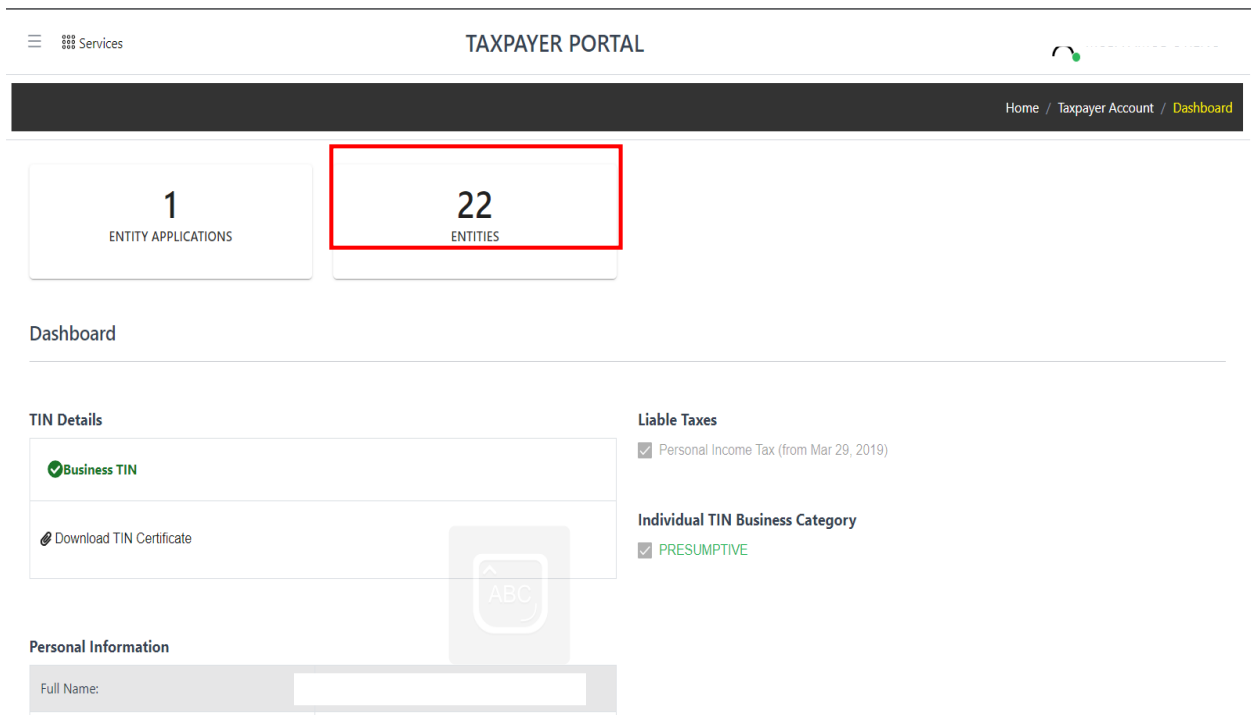 Services
TAXPAYER PORTAL
Home / Taxpayer Account / Dashboard
1
ENTITY APPLICATIONS
22
ENTITIES
Dashboard
TIN Details
Business TIN
Download TIN Certificate
Liable Taxes
Personal Income Tax (from Mar 29, 2019)
Individual TIN Business Category
PRESUMPTIVE
ABC
Personal Information
Full Name: